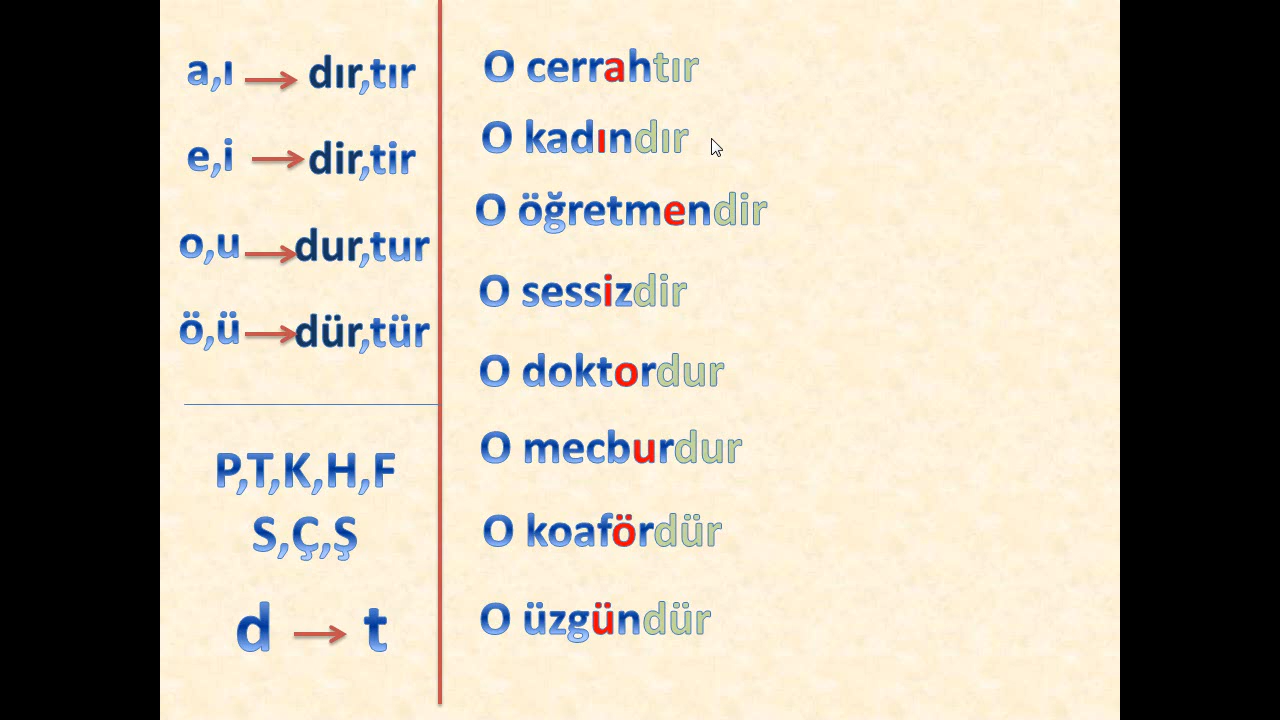 a,ı → dır,tır
e,i → dir,tir
o,u → dur,tur
ö,ü → dür,tür
P,T,K,H,F
S,Ç,Ş
d → t
O cerrahtır
O kadındır
O öğretmendir
O sessizdir
O doktordur
O mecburdur
O koafördür
O üzgündür